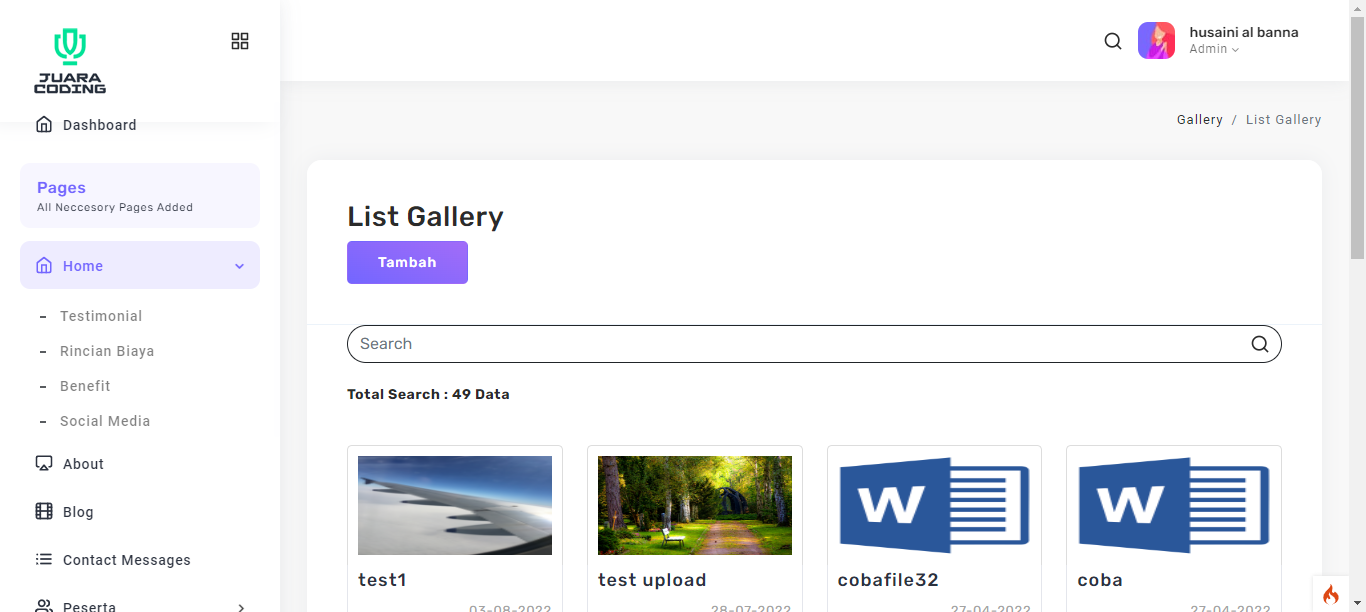 JUARA
CODING
Dashboard
Pages
All Neccesory Pages Added
Home
Testimonial
Rincian Biaya
Benefit
Social Media
About
Blog
Contact Messages
Peserta
husaini al banna
Admin
Gallery / List Gallery
List Gallery
Tambah
Search
Total Search : 49 Data
W
W
test1
test upload
cobafile32
coba
03-08-2022
28-07-2022
27-04-2022
27-04-2022